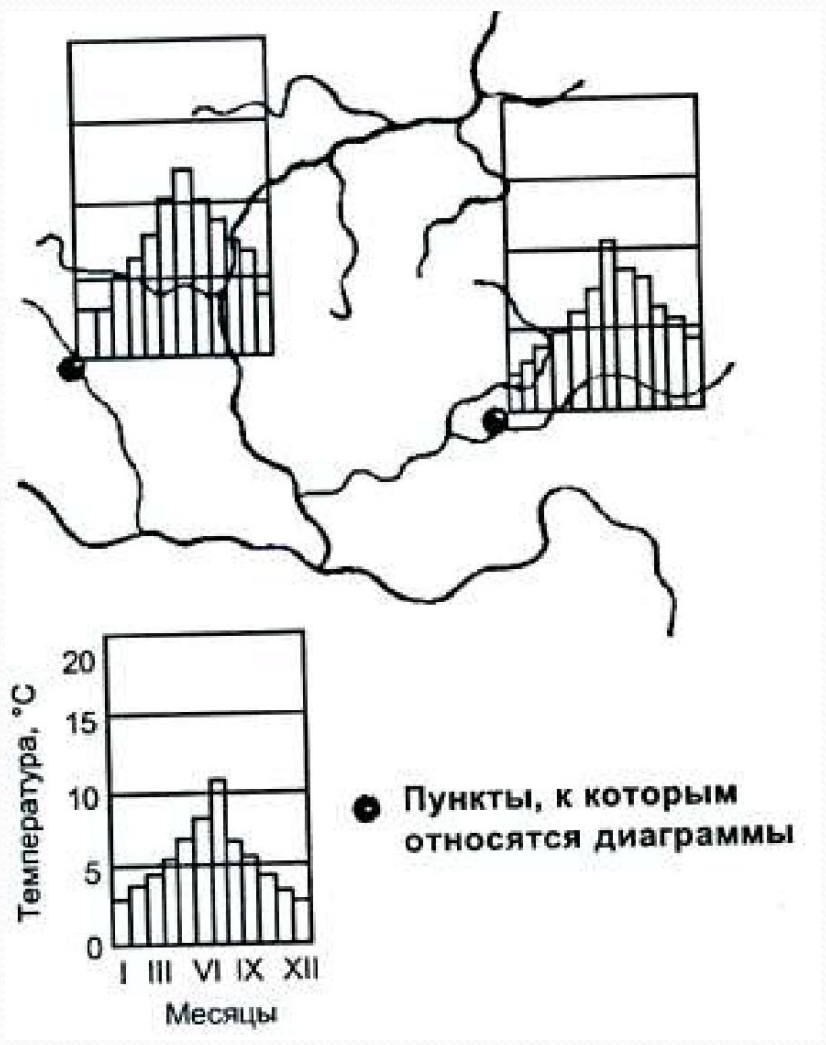 Температура, °C
20
15
10
5
0
I III VI IX XII
Месяцы
Пункты, к которым
относятся диаграммы